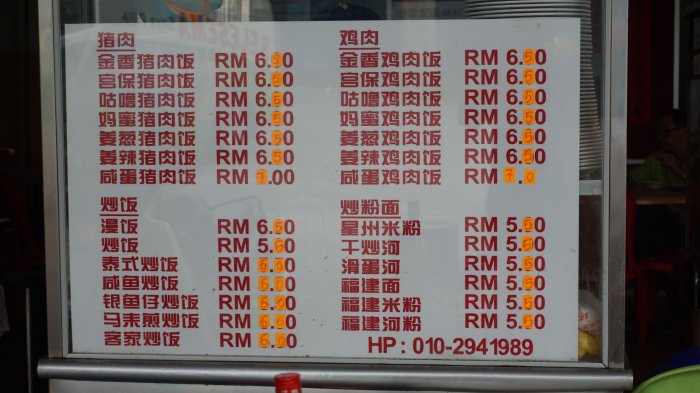 猪肉
金香猪肉饭 RM 6.50
宫保猪肉饭 RM 6.50
咕噜猪肉饭 RM 6.50
妈蜜猪肉饭 RM 6.50
姜葱猪肉饭 RM 6.50
姜辣猪肉饭 RM 6.50
咸蛋猪肉饭 RM 7.00
鸡肉
金香鸡肉饭 RM 6.50
宫保鸡肉饭 RM 6.50
咕噜鸡肉饭 RM 6.50
妈蜜鸡肉饭 RM 6.50
姜葱鸡肉饭 RM 6.50
姜辣鸡肉饭 RM 6.50
咸蛋鸡肉饭 RM 7.0
炒饭
漫饭 RM 6.50
炒饭 RM 5.50
泰式炒饭 RM 6.00
咸鱼炒饭 RM 6.00
银鱼仔炒饭 RM 6.00
马来煎炒饭 RM 6.00
客家炒饭 RM 6.00
炒粉面
星州米粉 RM 5.50
干炒河 RM 5.50
滑蛋河 RM 5.50
福建面 RM 5.50
福建米粉 RM 5.50
福建河粉 RM 5.50
HP : 010-2941989